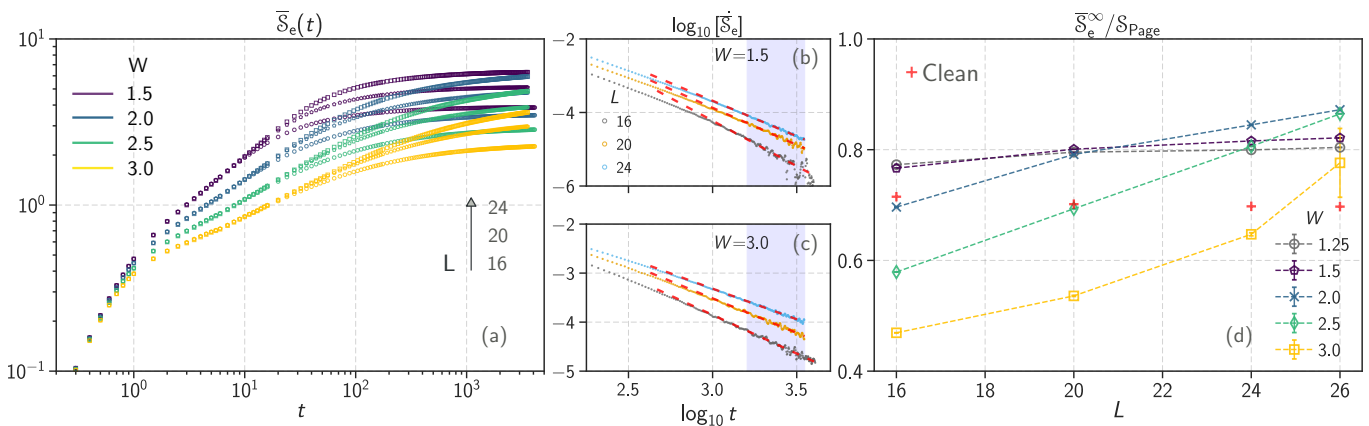 S̅ₑ(t)
W
1.5
2.0
2.5
3.0
24
20
16
L
(a)
10¹
10⁰
10⁻¹
10⁰ 10¹ 10² 10³
t
log₁₀ [S̅̇ₑ]
W=1.5
(b)
L
16
20
24
−2
−4
−6
W=3.0
(c)
−2
−3
−4
−5
2.5 3.0 3.5
log₁₀ t
S̅ₑ^∞/S_Page
Clean
W
1.25
1.5
2.0
2.5
3.0
(d)
1.0
0.8
0.6
0.4
16 18 20 22 24 26
L